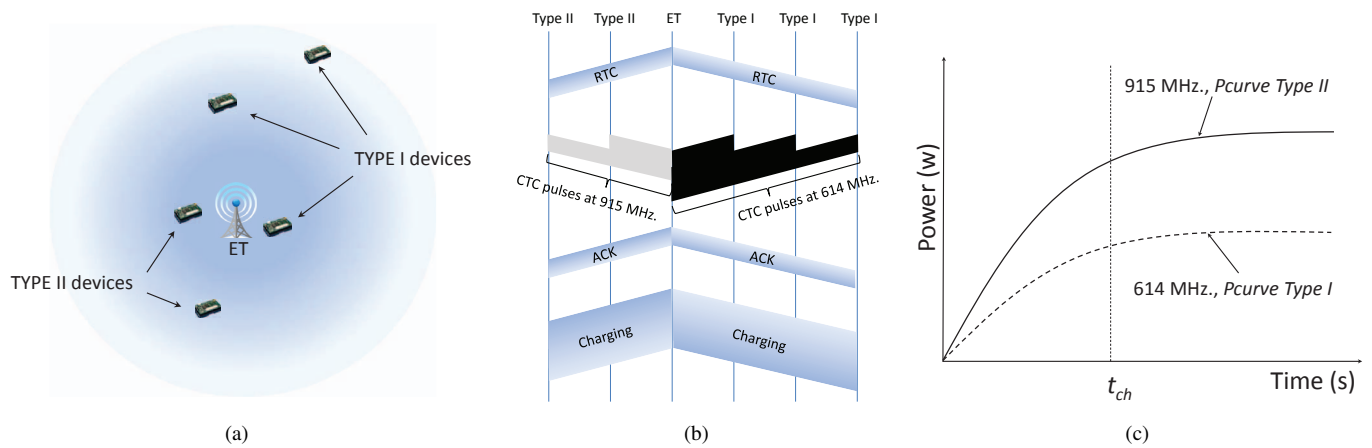 TYPE I devices
ET
TYPE II devices
(a)
Type II Type II ET Type I Type I Type I
RTC RTC
CTC pulses at 915 MHz. CTC pulses at 614 MHz.
ACK ACK
Charging Charging
(b)
Power (w)
915 MHz., Pcurve Type II
614 MHz., Pcurve Type I
t_ch
Time (s)
(c)